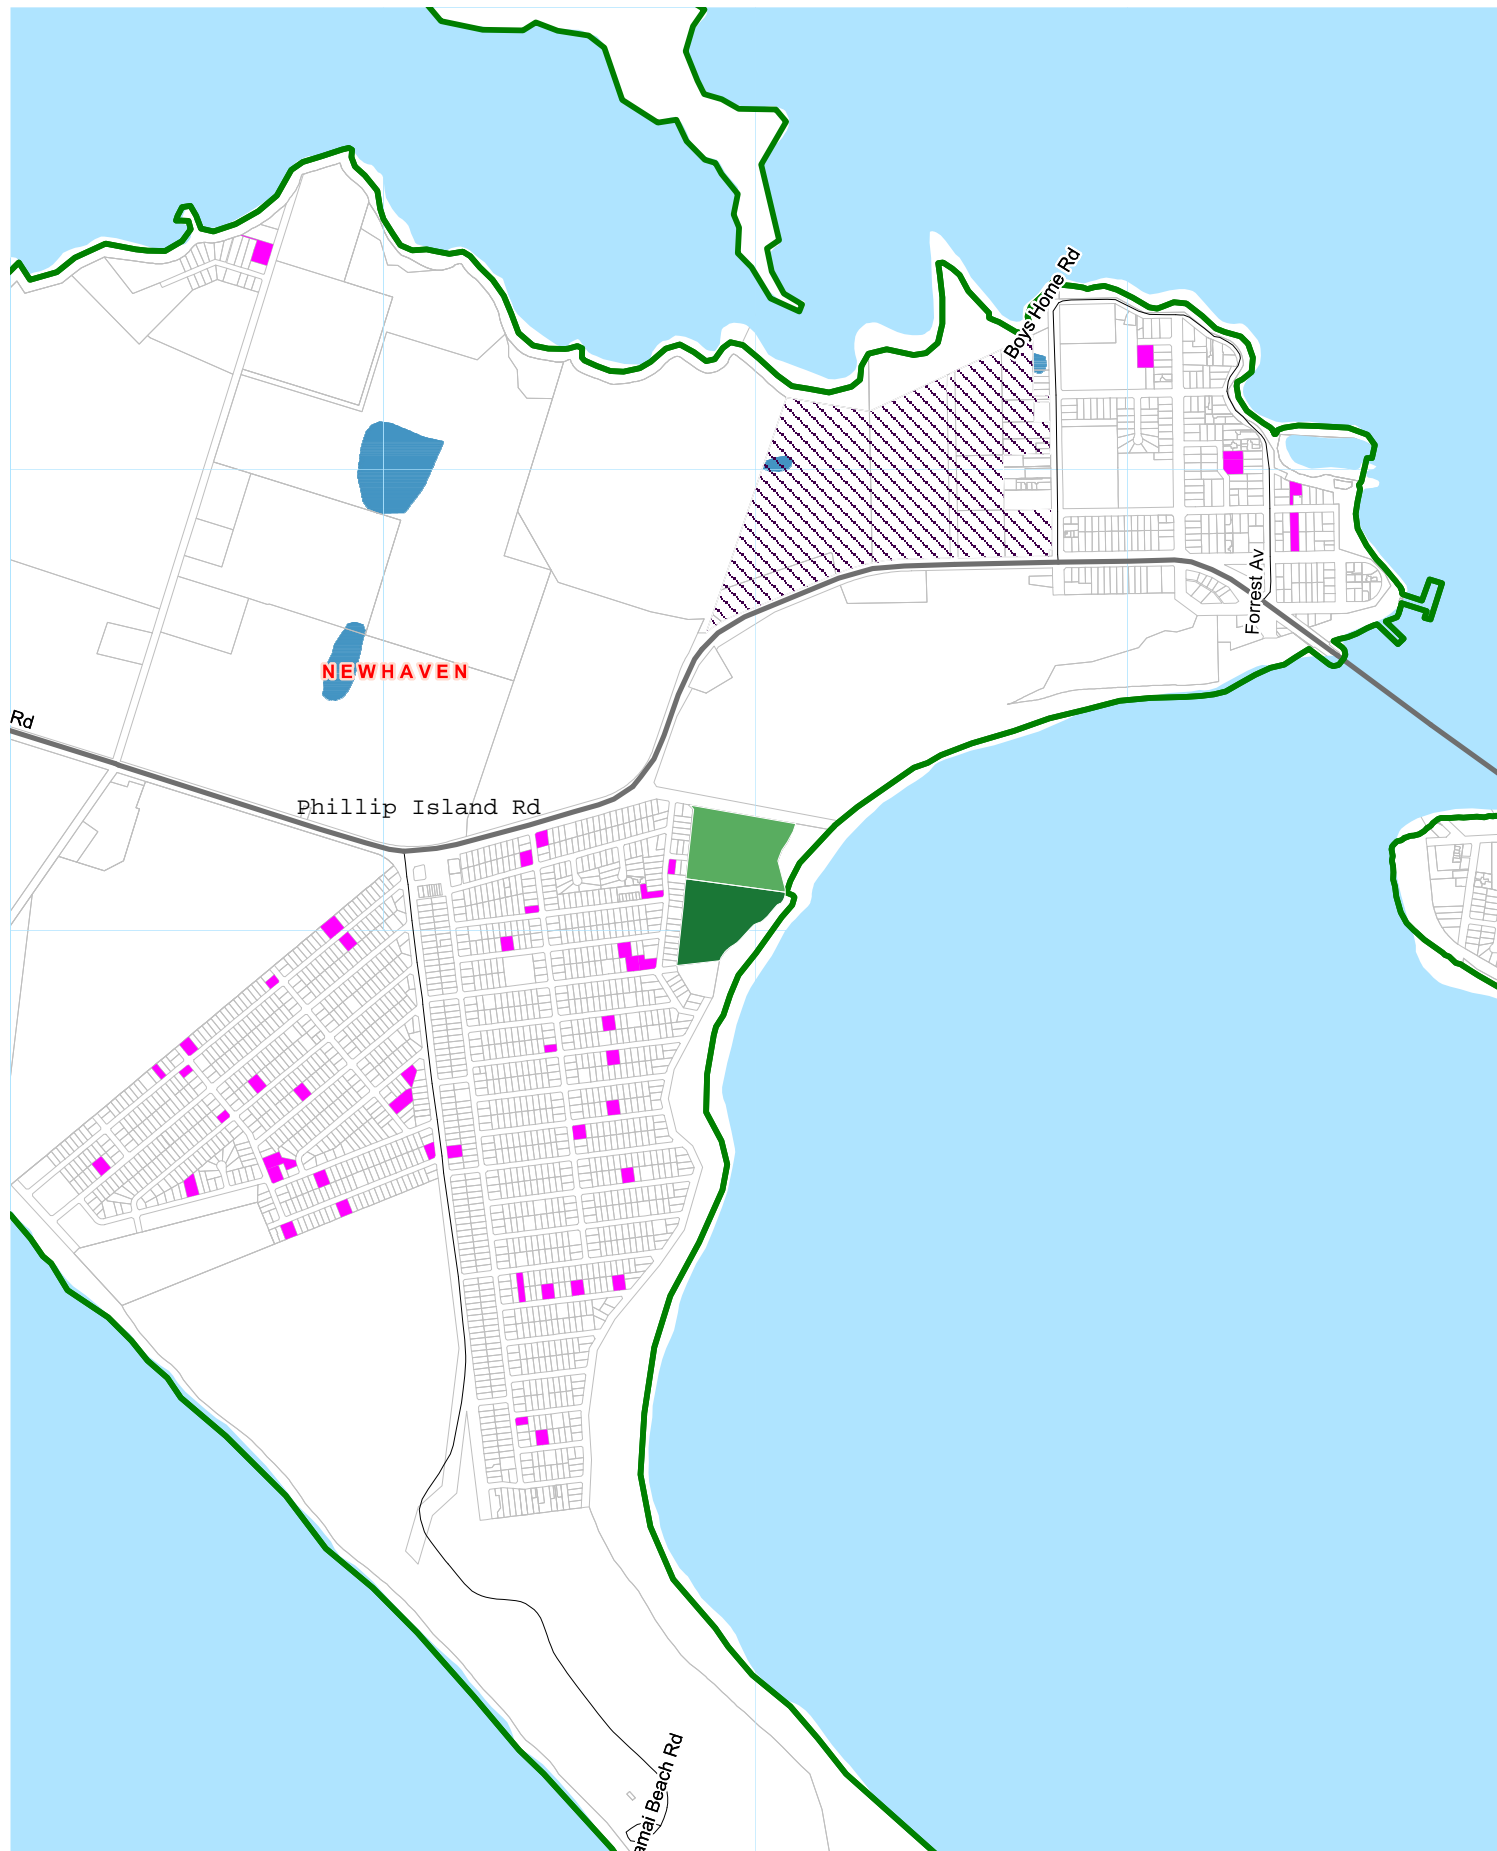 Boys Home Rd
Forrest Av
NEWHAVEN
Rd
Phillip Island Rd
amai Beach Rd